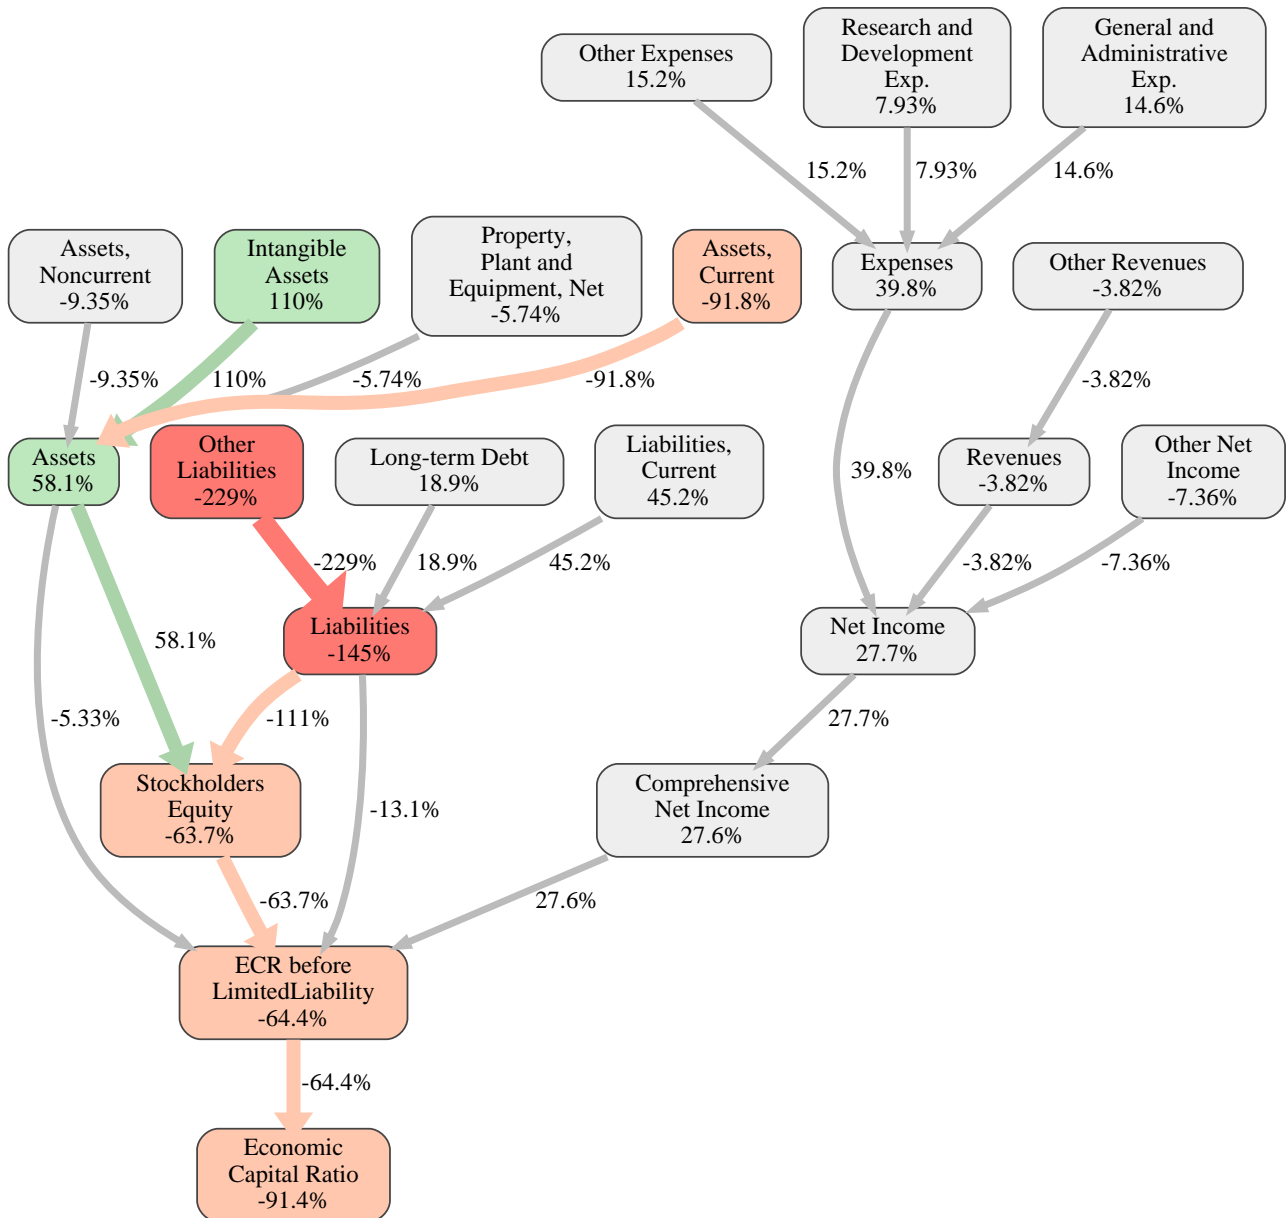 Other Expenses
15.2%
Research and
Development
Exp.
7.93%
General and
Administrative
Exp.
14.6%
15.2%
7.93%
14.6%
Assets,
Noncurrent
-9.35%
Intangible
Assets
110%
Property,
Plant and
Equipment, Net
-5.74%
Assets,
Current
-91.8%
Expenses
39.8%
Other Revenues
-3.82%
-9.35%
110%
-5.74%
-91.8%
-3.82%
Assets
58.1%
Other
Liabilities
-229%
Long-term Debt
18.9%
Liabilities,
Current
45.2%
39.8%
Revenues
-3.82%
Other Net
Income
-7.36%
-229%
18.9%
45.2%
-3.82%
-7.36%
58.1%
Liabilities
-145%
Net Income
27.7%
-5.33%
-111%
27.7%
Stockholders
Equity
-63.7%
-13.1%
Comprehensive
Net Income
27.6%
-63.7%
27.6%
ECR before
LimitedLiability
-64.4%
-64.4%
Economic
Capital Ratio
-91.4%